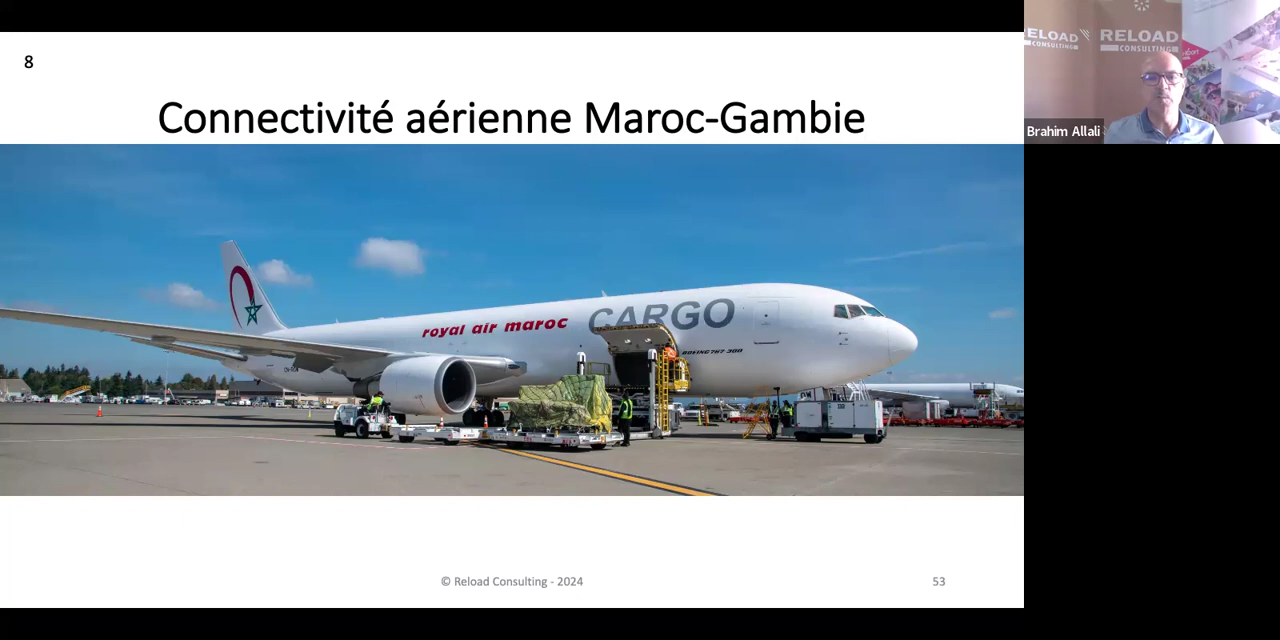 8
Connectivité aérienne Maroc-Gambie
royal air maroc
CARGO
BOEING 767-300
© Reload Consulting - 2024
53
RELOAD
CONSULTING
RELOAD
CONSULTING
Brahim Allali